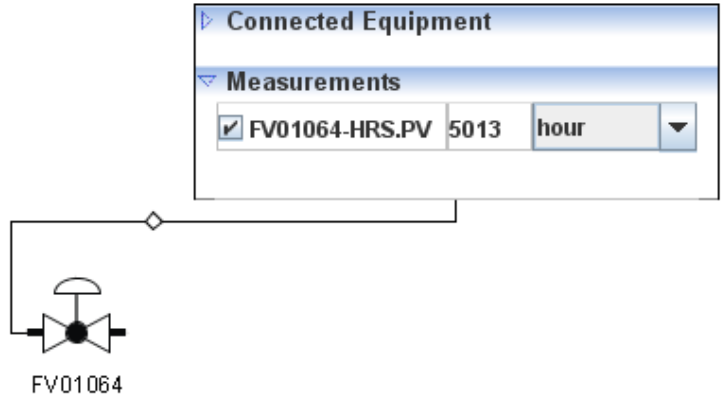 Connected Equipment
Measurements
FV01064-HRS.PV 5013 hour
FV01064